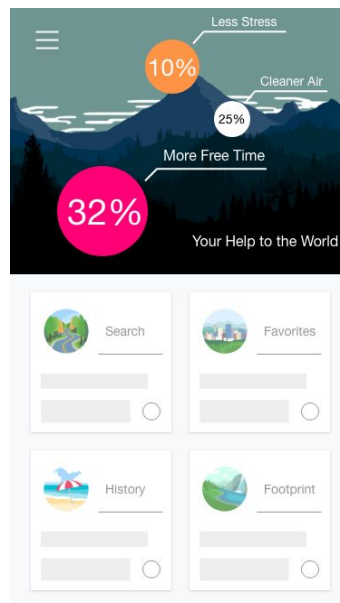 Less Stress
10%
Cleaner Air
25%
More Free Time
32%
Your Help to the World
Search
Favorites
History
Footprint